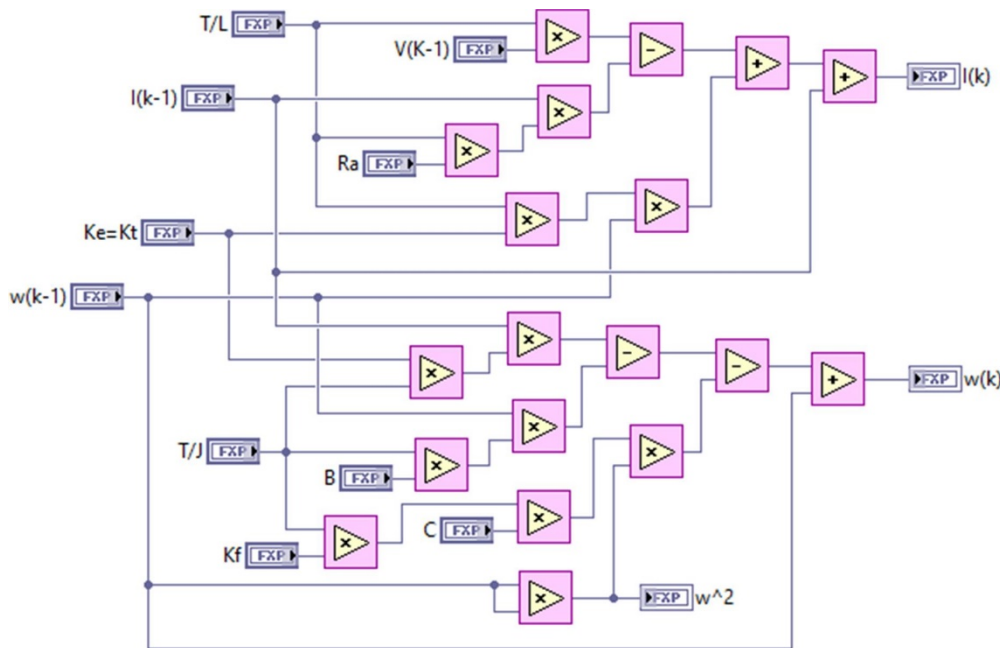 T/L FXP
V(K-1) FXP
×
−
+
+
FXP I(k)
I(k-1) FXP
×
Ra FXP
×
×
×
Ke=Kt FXP
w(k-1) FXP
×
×
−
−
+
FXP w(k)
×
T/J FXP
B FXP
×
×
C FXP
×
Kf FXP
×
×
FXP w^2